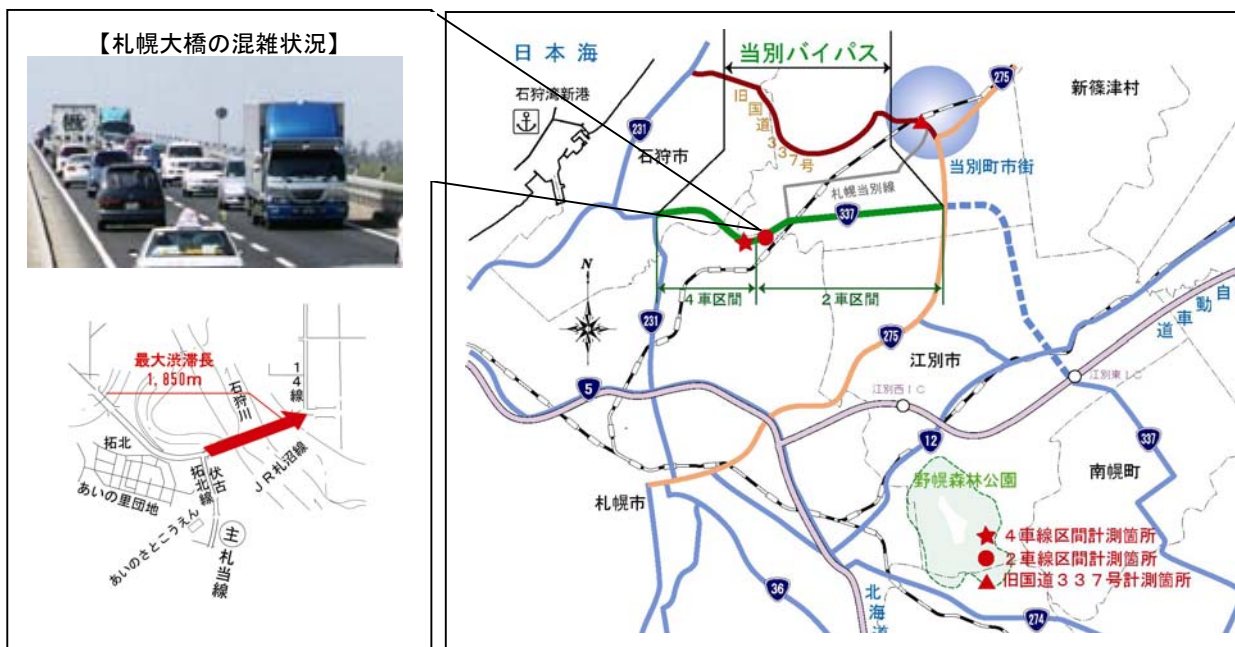 【札幌大橋の混雑状況】
最大渋滞長
1,850m
14線
石狩川
拓北
あいの里団地
伏古
拓北線
JR札沼線
あいのさとこうえん
主
札当線
日本海
当別バイパス
石狩湾新港
231
石狩市
旧国道337号
275
新篠津村
当別町市街
札幌当別線
337
N
4車区間
2車区間
231
275
江別市
自動車道
5
江別西IC
江別東IC
12
337
札幌市
野幌森林公園
南幌町
★ 4車線区間計測箇所
● 2車線区間計測箇所
▲ 旧国道337号計測箇所
36
北海道
274